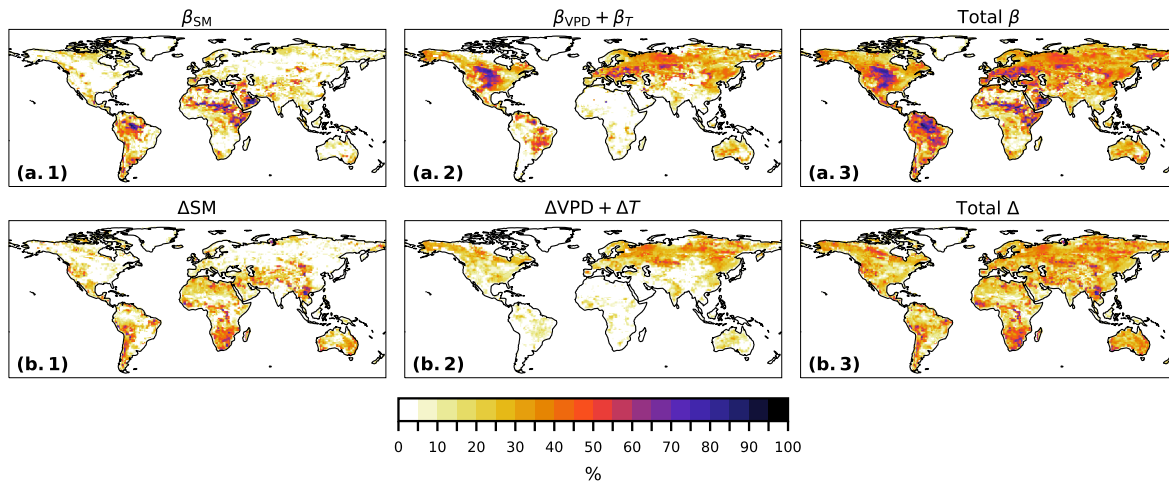 β_SM
β_VPD + β_T
Total β
(a. 1)
(a. 2)
(a. 3)
ΔSM
ΔVPD + ΔT
Total Δ
(b. 1)
(b. 2)
(b. 3)
0 10 20 30 40 50 60 70 80 90 100
%